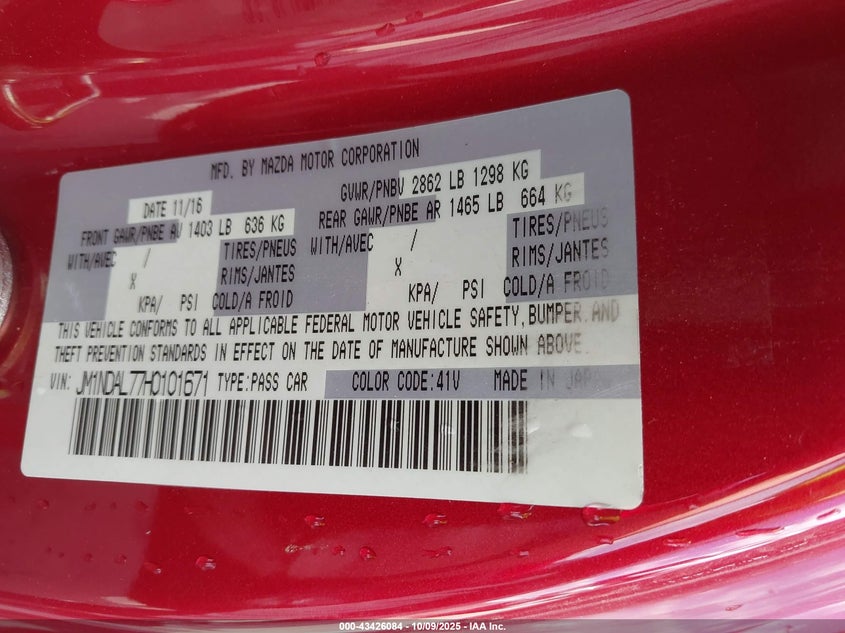 MFD. BY MAZDA MOTOR CORPORATION
DATE 11/16 GVWR/PNBV 2862 LB 1298 KG
FRONT GAWR/PNBE AV 1403 LB 636 KG REAR GAWR/PNBE AR 1465 LB 664 KG
WITH/AVEC / TIRES/PNEUS WITH/AVEC / TIRES/PNEUS
X RIMS/JANTES X RIMS/JANTES
KPA/ PSI COLD/A FROID KPA/ PSI COLD/A FROID
THIS VEHICLE CONFORMS TO ALL APPLICABLE FEDERAL MOTOR VEHICLE SAFETY, BUMPER, AND
THEFT PREVENTION STANDARDS IN EFFECT ON THE DATE OF MANUFACTURE SHOWN ABOVE.
VIN: JM1NDAL77H0101671 TYPE:PASS CAR COLOR CODE:41V MADE IN JAPAN
000-43426084 - 10/09/2025 - IAA Inc.